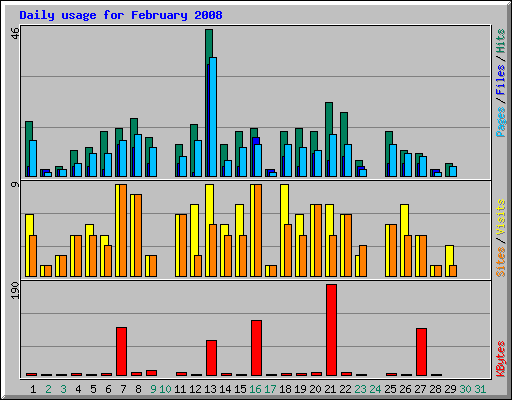 Daily usage for February 2008
46
Pages / Files / Hits
9
Sites / Visits
190
KBytes
1 2 3 4 5 6 7 8 9 10 11 12 13 14 15 16 17 18 19 20 21 22 23 24 25 26 27 28 29 30 31